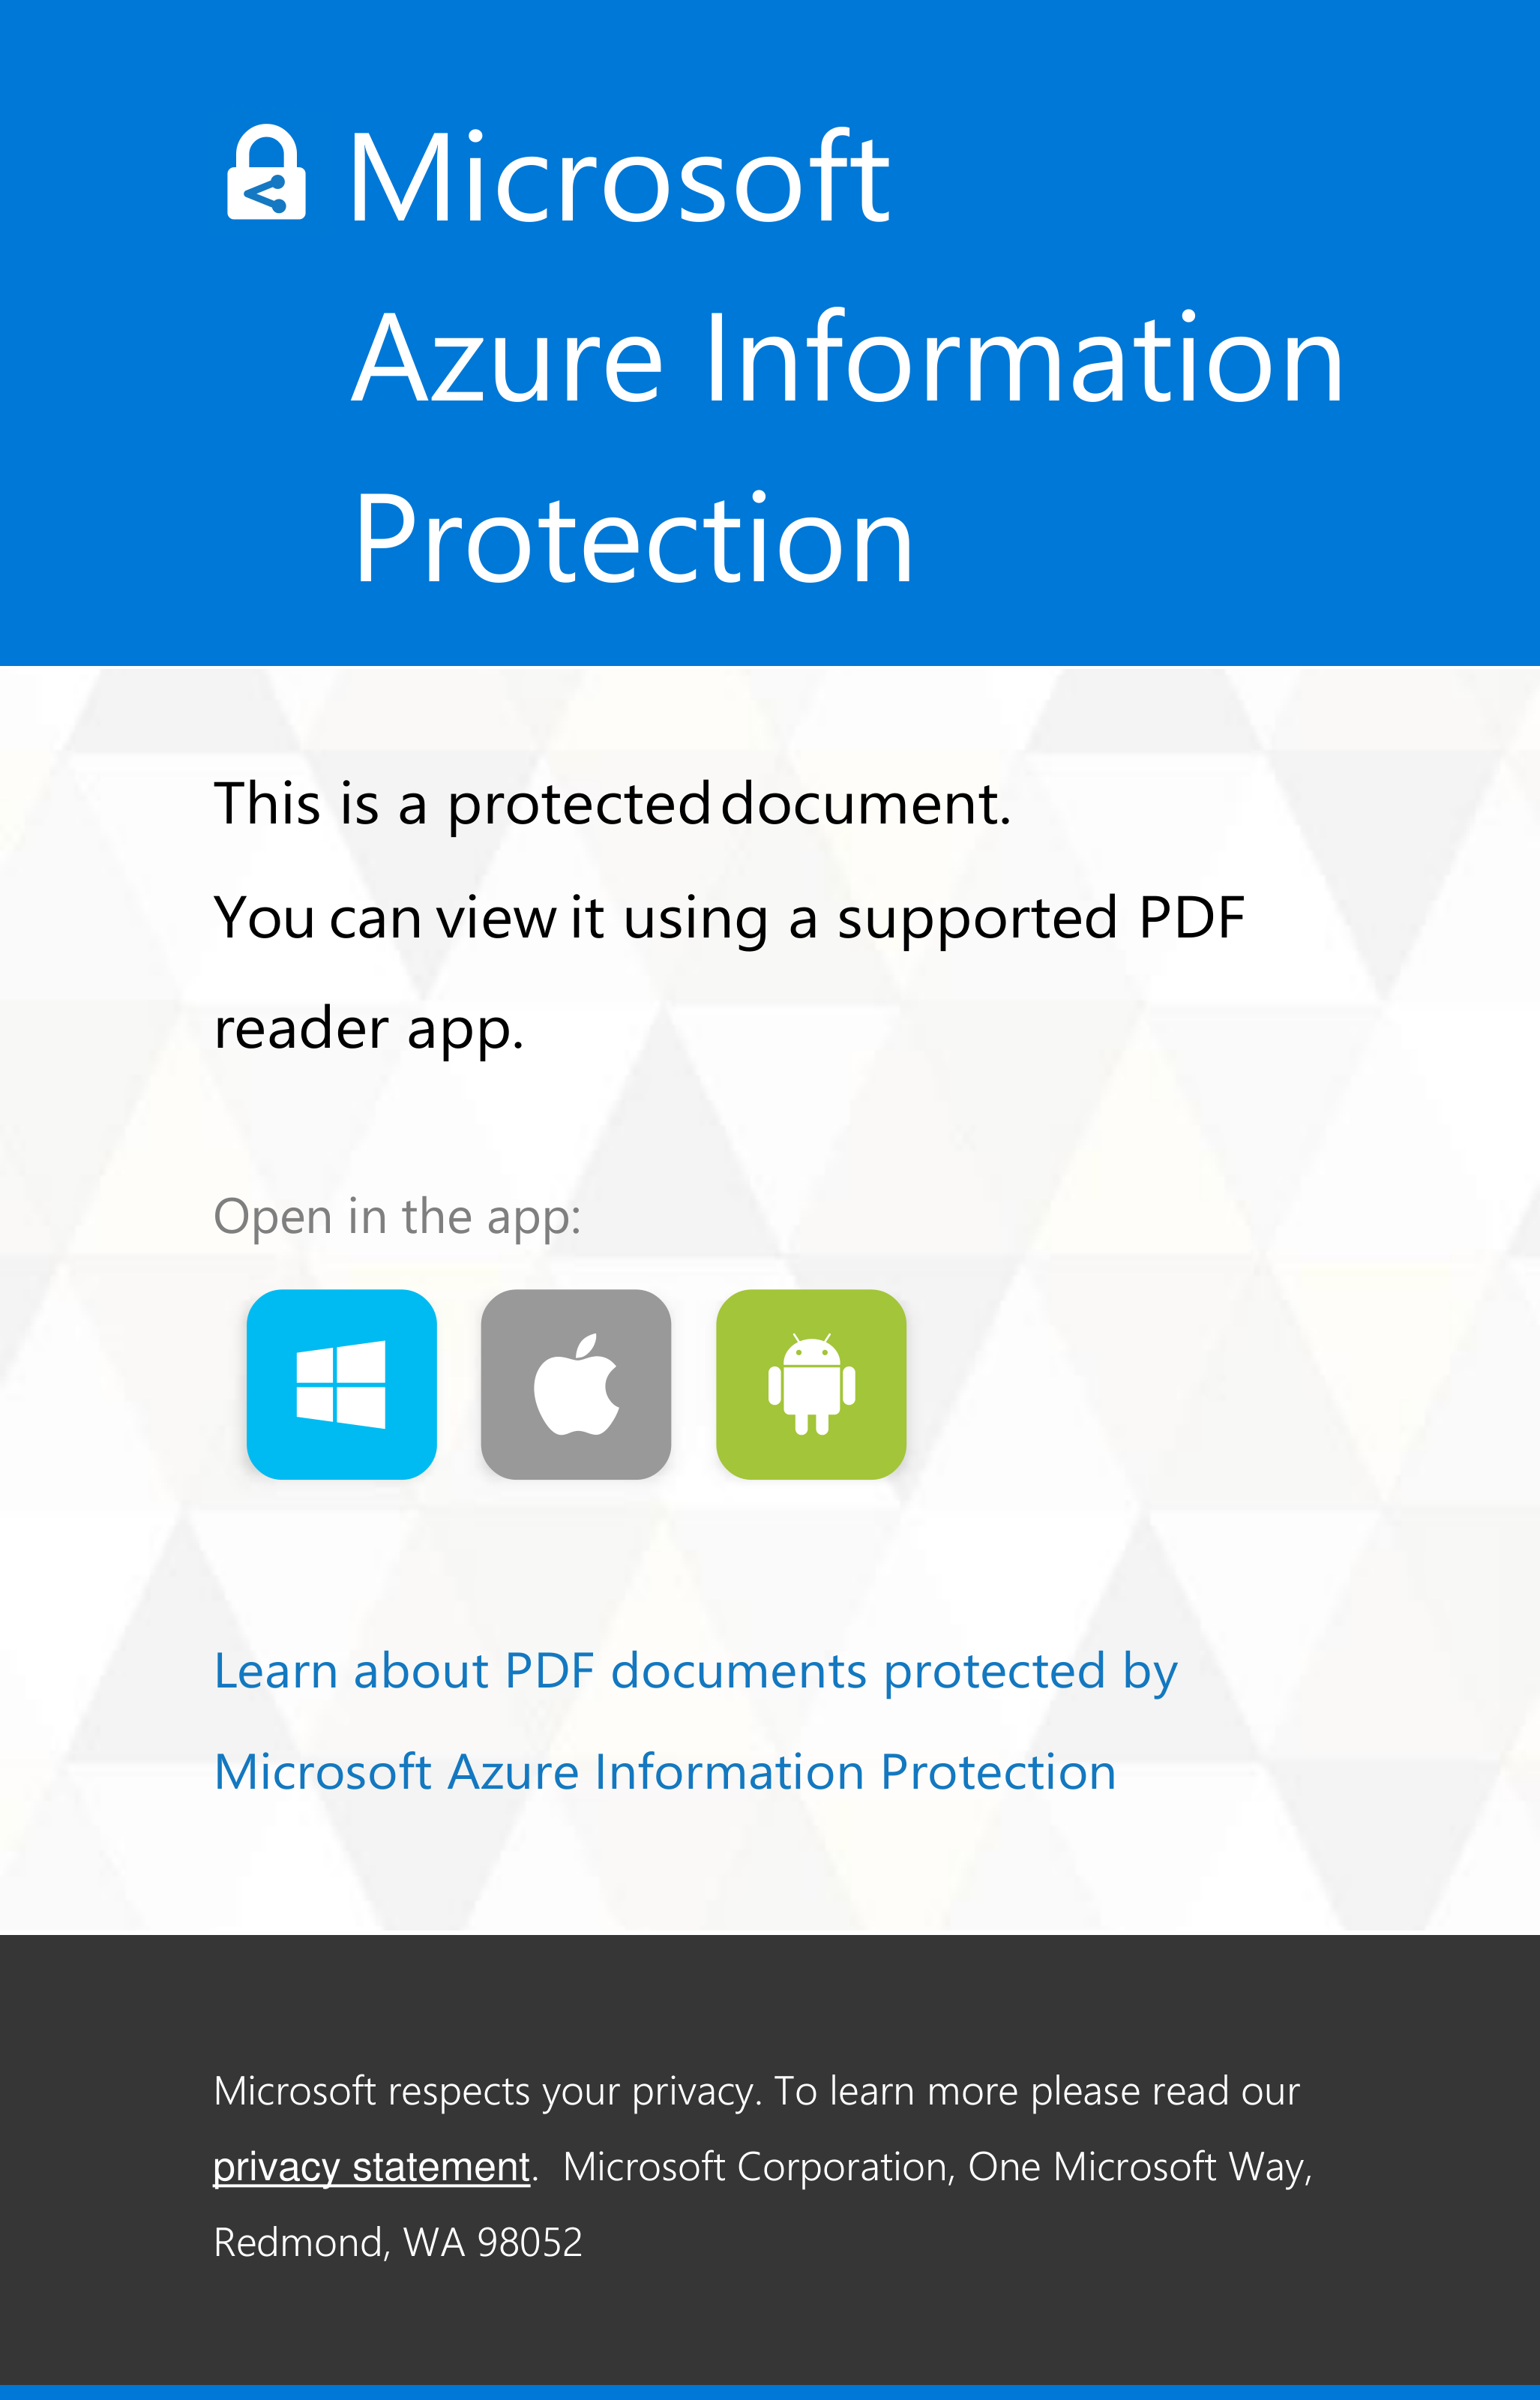 Microsoft
Azure Information
Protection
This is a protected document.
You can view it using a supported PDF
reader app.
Open in the app:
Learn about PDF documents protected by
Microsoft Azure Information Protection
Microsoft respects your privacy. To learn more please read our
privacy statement.  Microsoft Corporation, One Microsoft Way,
Redmond, WA 98052